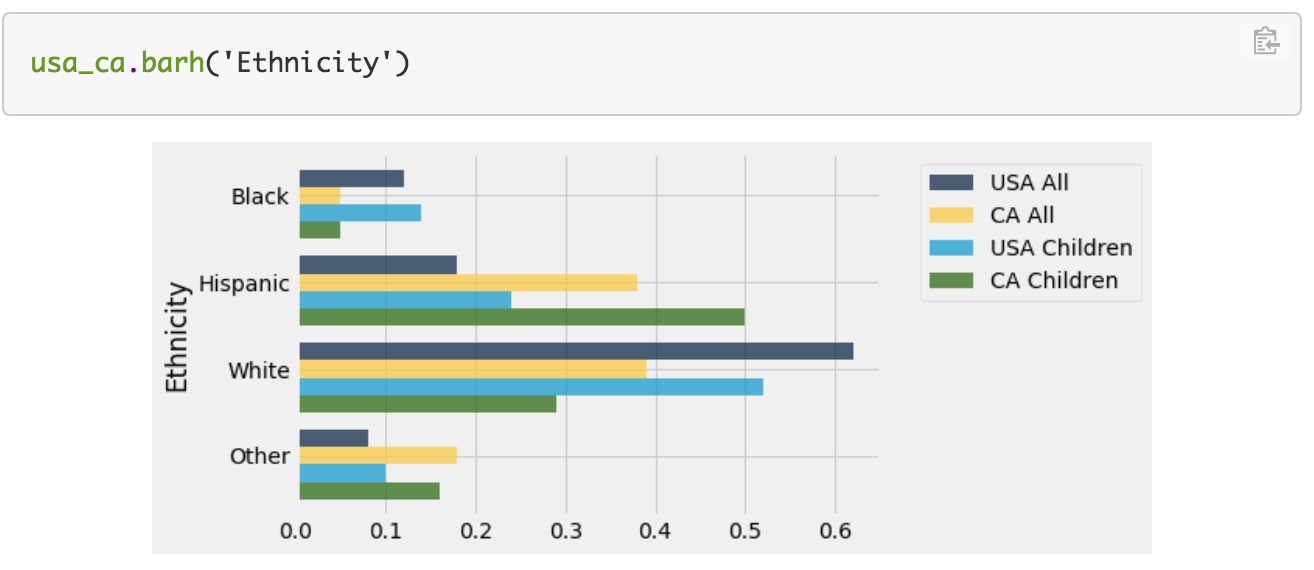 usa_ca.barh('Ethnicity')
USA All
CA All
USA Children
CA Children
Ethnicity
Black
Hispanic
White
Other
0.0 0.1 0.2 0.3 0.4 0.5 0.6